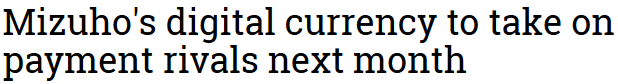 Mizuho's digital currency to take on
payment rivals next month